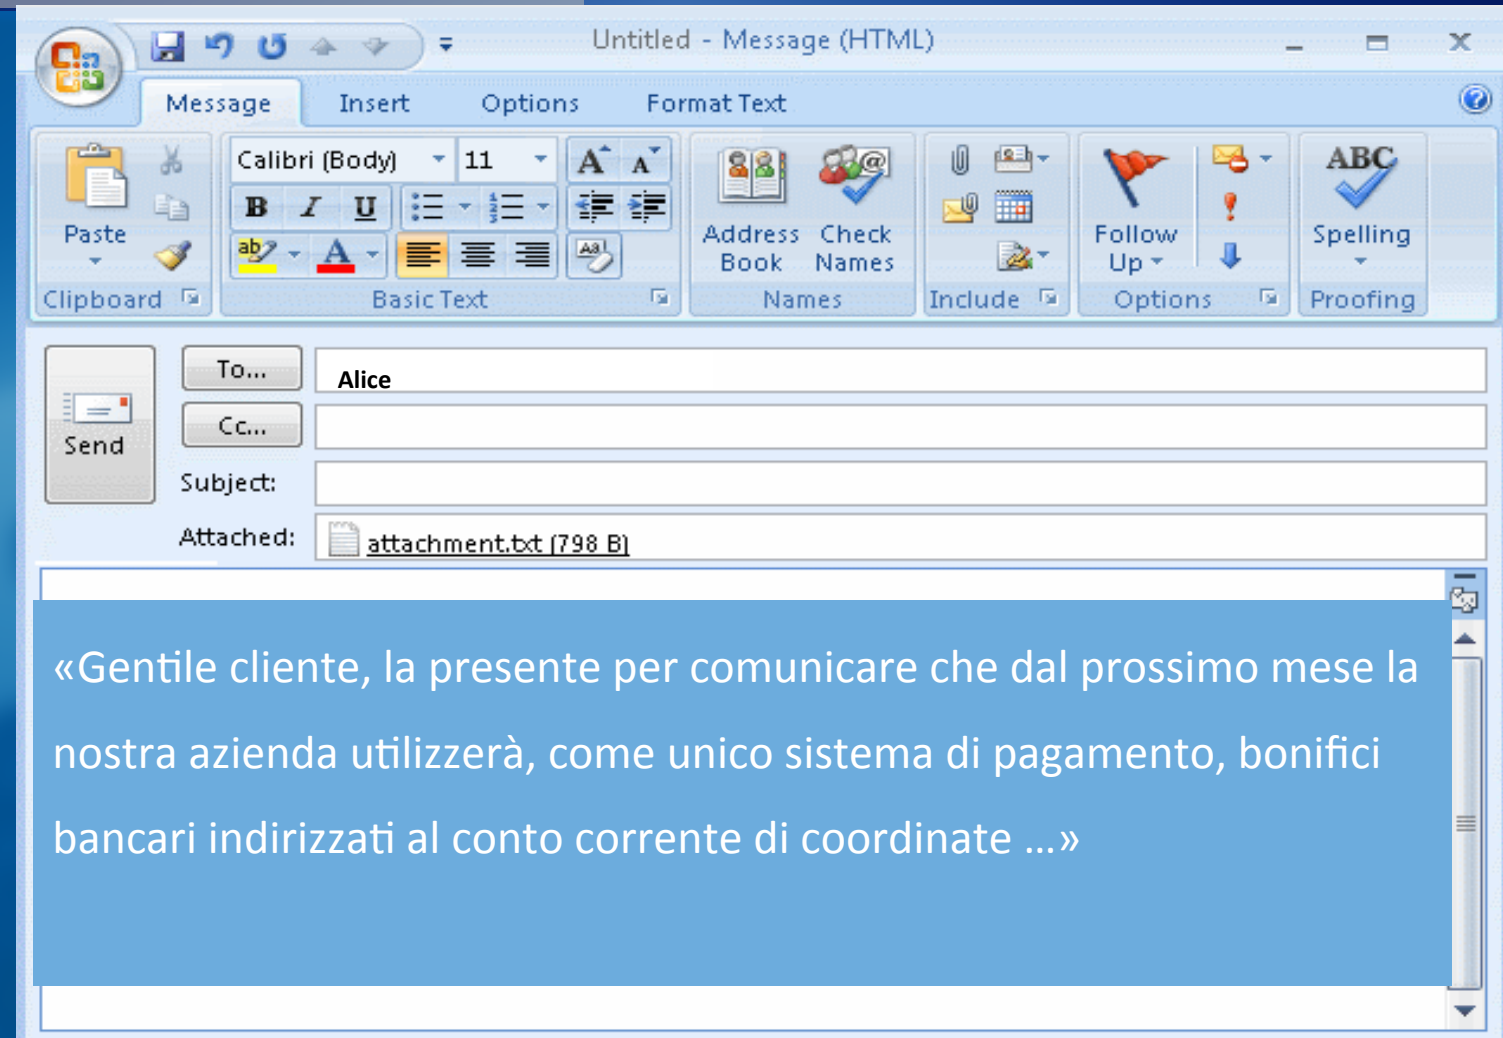 Untitled - Message (HTML)
Message Insert Options Format Text
Calibri (Body) 11 A A ABC
B I U
Paste Address Check Follow Spelling
ab A Aa Book Names Up
Clipboard Basic Text Names Include Options Proofing
To... Alice
Cc...
Send
Subject:
Attached: attachment.txt (798 B)
«Gentile cliente, la presente per comunicare che dal prossimo mese la
nostra azienda utilizzerà, come unico sistema di pagamento, bonifici
bancari indirizzati al conto corrente di coordinate ...»